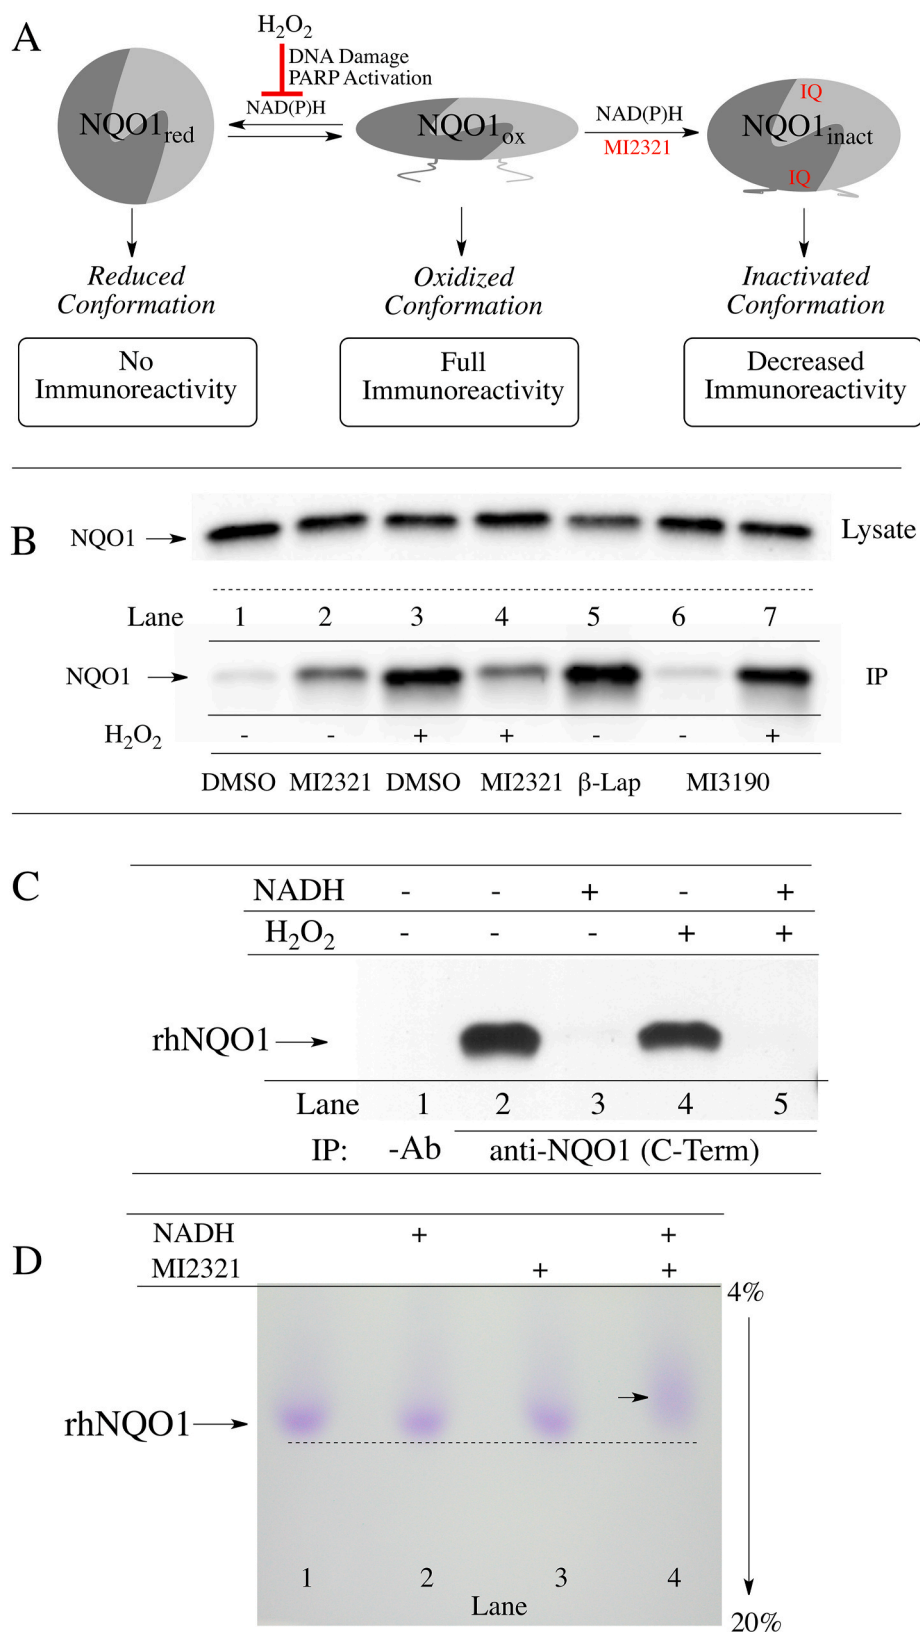 A
H2O2
DNA Damage
PARP Activation
NAD(P)H
NQO1red
NQO1ox
NAD(P)H
MI2321
IQ
NQO1inact
IQ
Reduced
Conformation
Oxidized
Conformation
Inactivated
Conformation
No
Immunoreactivity
Full
Immunoreactivity
Decreased
Immunoreactivity
B
NQO1
Lysate
Lane 1 2 3 4 5 6 7
NQO1
IP
H2O2 - - + + - - +
DMSO MI2321 DMSO MI2321 β-Lap MI3190
C
NADH - - + - +
H2O2 - - - + +
rhNQO1
Lane 1 2 3 4 5
IP: -Ab anti-NQO1 (C-Term)
D
NADH + +
MI2321 + +
4%
rhNQO1
1 2 3 4
Lane
20%